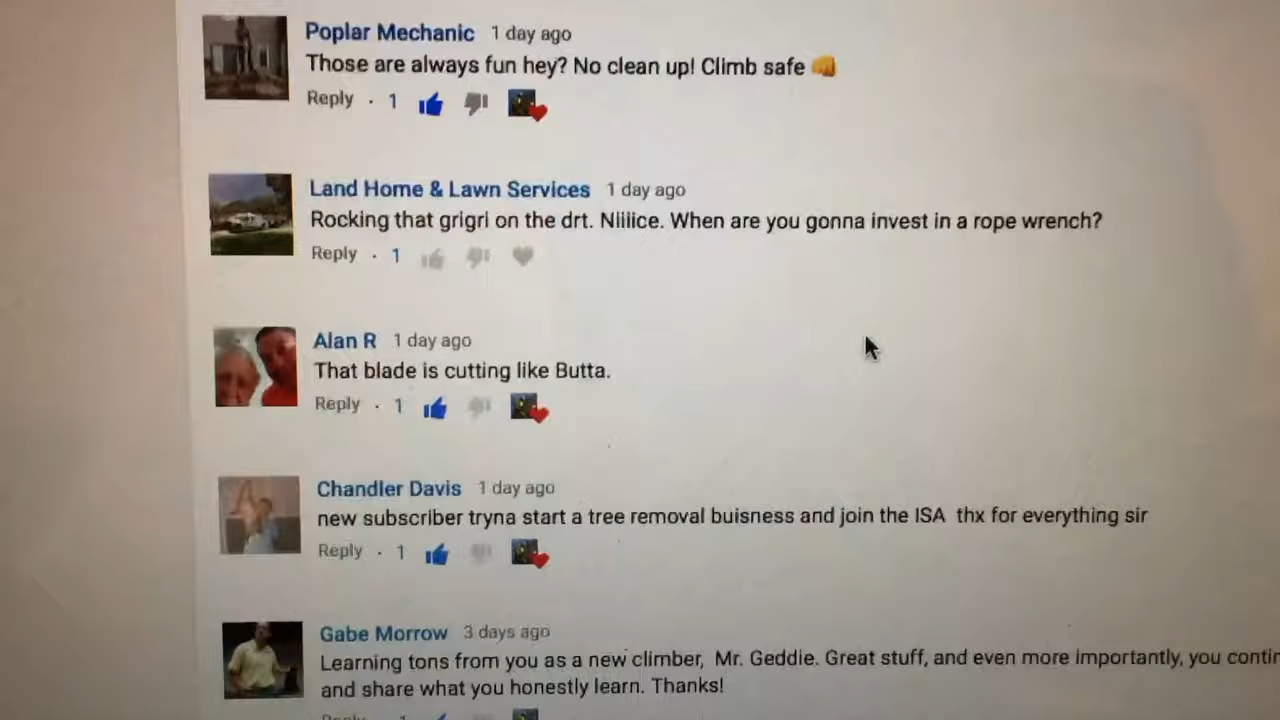 Poplar Mechanic 1 day ago
Those are always fun hey? No clean up! Climb safe 👊
Reply · 1
Land Home & Lawn Services 1 day ago
Rocking that grigri on the drt. Niiiice. When are you gonna invest in a rope wrench?
Reply · 1
Alan R 1 day ago
That blade is cutting like Butta.
Reply · 1
Chandler Davis 1 day ago
new subscriber tryna start a tree removal buisness and join the ISA thx for everything sir
Reply · 1
Gabe Morrow 3 days ago
Learning tons from you as a new climber, Mr. Geddie. Great stuff, and even more importantly, you contin
and share what you honestly learn. Thanks!
Reply · 1